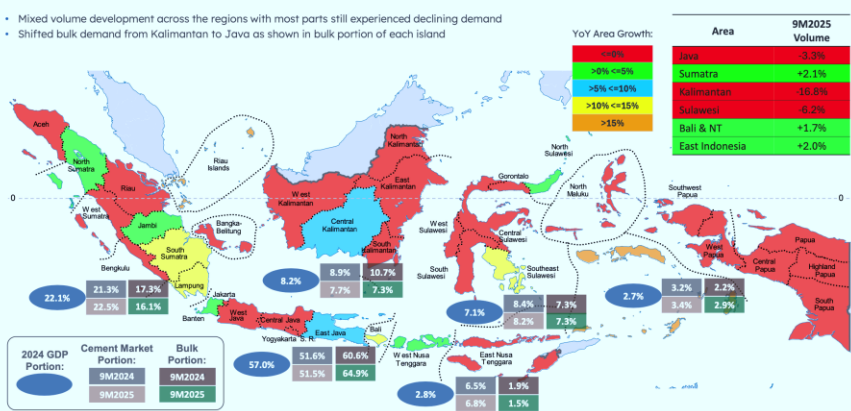 • Mixed volume development across the regions with most parts still experienced declining demand
• Shifted bulk demand from Kalimantan to Java as shown in bulk portion of each island
YoY Area Growth:
<=0%
>0% <=5%
>5% <=10%
>10% <=15%
>15%
Area 9M2025 Volume
Java -3.3%
Sumatra +2.1%
Kalimantan -16.8%
Sulawesi -6.2%
Bali & NT +1.7%
East Indonesia +2.0%
Aceh
North Sumatra
Riau
Riau Islands
West Sumatra
Jambi
Bangka-Belitung
South Sumatra
Bengkulu
Lampung
North Kalimantan
East Kalimantan
West Kalimantan
Central Kalimantan
South Kalimantan
North Sulawesi
Gorontalo
West Sulawesi
Central Sulawesi
South Sulawesi
Southeast Sulawesi
North Maluku
Southwest Papua
West Papua
Papua
Central Papua
Highland Papua
South Papua
0
0
Jakarta
Banten
West Java
Central Java
Yogyakarta S. R.
East Java
Bali
West Nusa Tenggara
East Nusa Tenggara
22.1%
21.3% 17.3%
22.5% 16.1%
8.2%
8.9% 10.7%
7.7% 7.3%
7.1%
8.4% 7.3%
8.2% 7.3%
2.7%
3.2% 2.2%
3.4% 2.9%
57.0%
51.6% 60.6%
51.5% 64.9%
2.8%
6.5% 1.9%
6.8% 1.5%
2024 GDP Portion:
Cement Market Portion:
9M2024
9M2025
Bulk Portion:
9M2024
9M2025